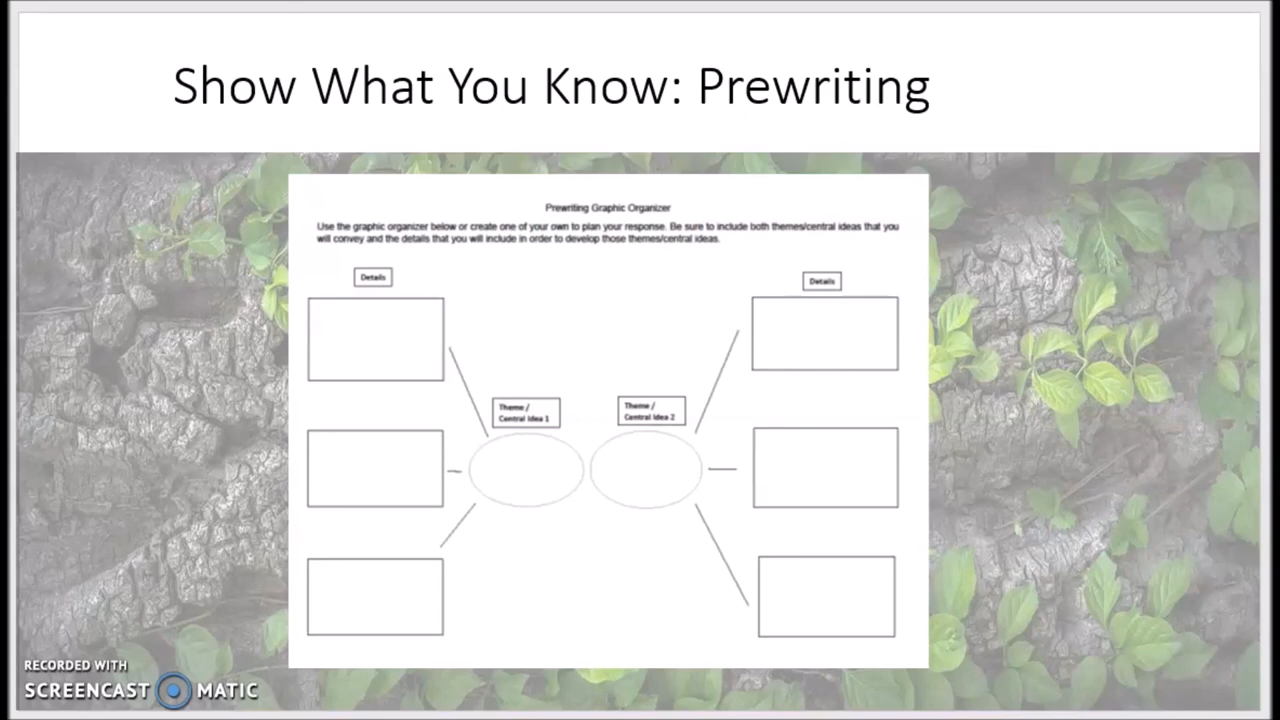 Show What You Know: Prewriting
Prewriting Graphic Organizer
Use the graphic organizer below or create one of your own to plan your response. Be sure to include both themes/central ideas that you
will convey and the details that you will include in order to develop those themes/central ideas.
Details
Details
Theme /
Central Idea 1
Theme /
Central Idea 2
RECORDED WITH
SCREENCAST MATIC